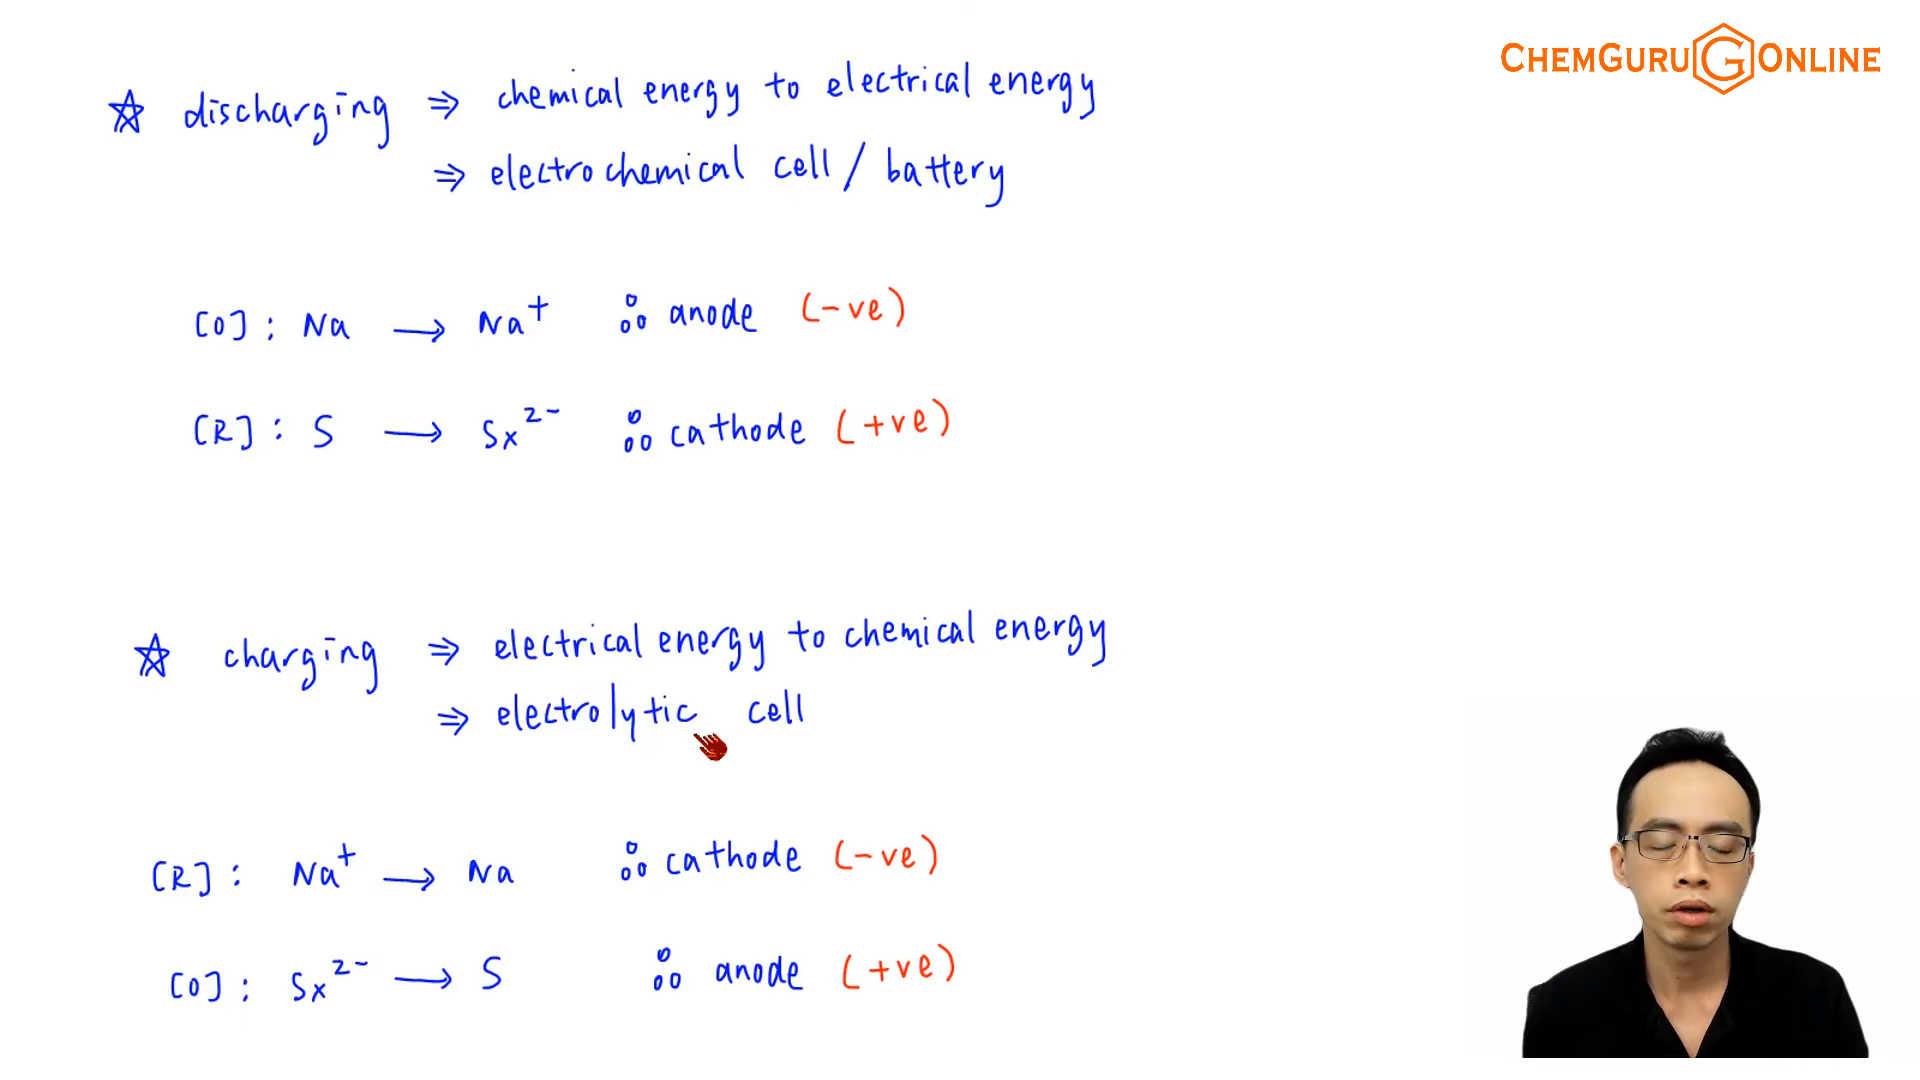 CHEMGURU G ONLINE
☆ discharging ⇒ chemical energy to electrical energy
⇒ electrochemical cell / battery
[O] : Na → Na⁺ ∴ anode (-ve)
[R] : S → Sx²⁻ ∴ cathode (+ve)
☆ charging ⇒ electrical energy to chemical energy
⇒ electrolytic cell
[R] : Na⁺ → Na ∴ cathode (-ve)
[O] : Sx²⁻ → S ∴ anode (+ve)